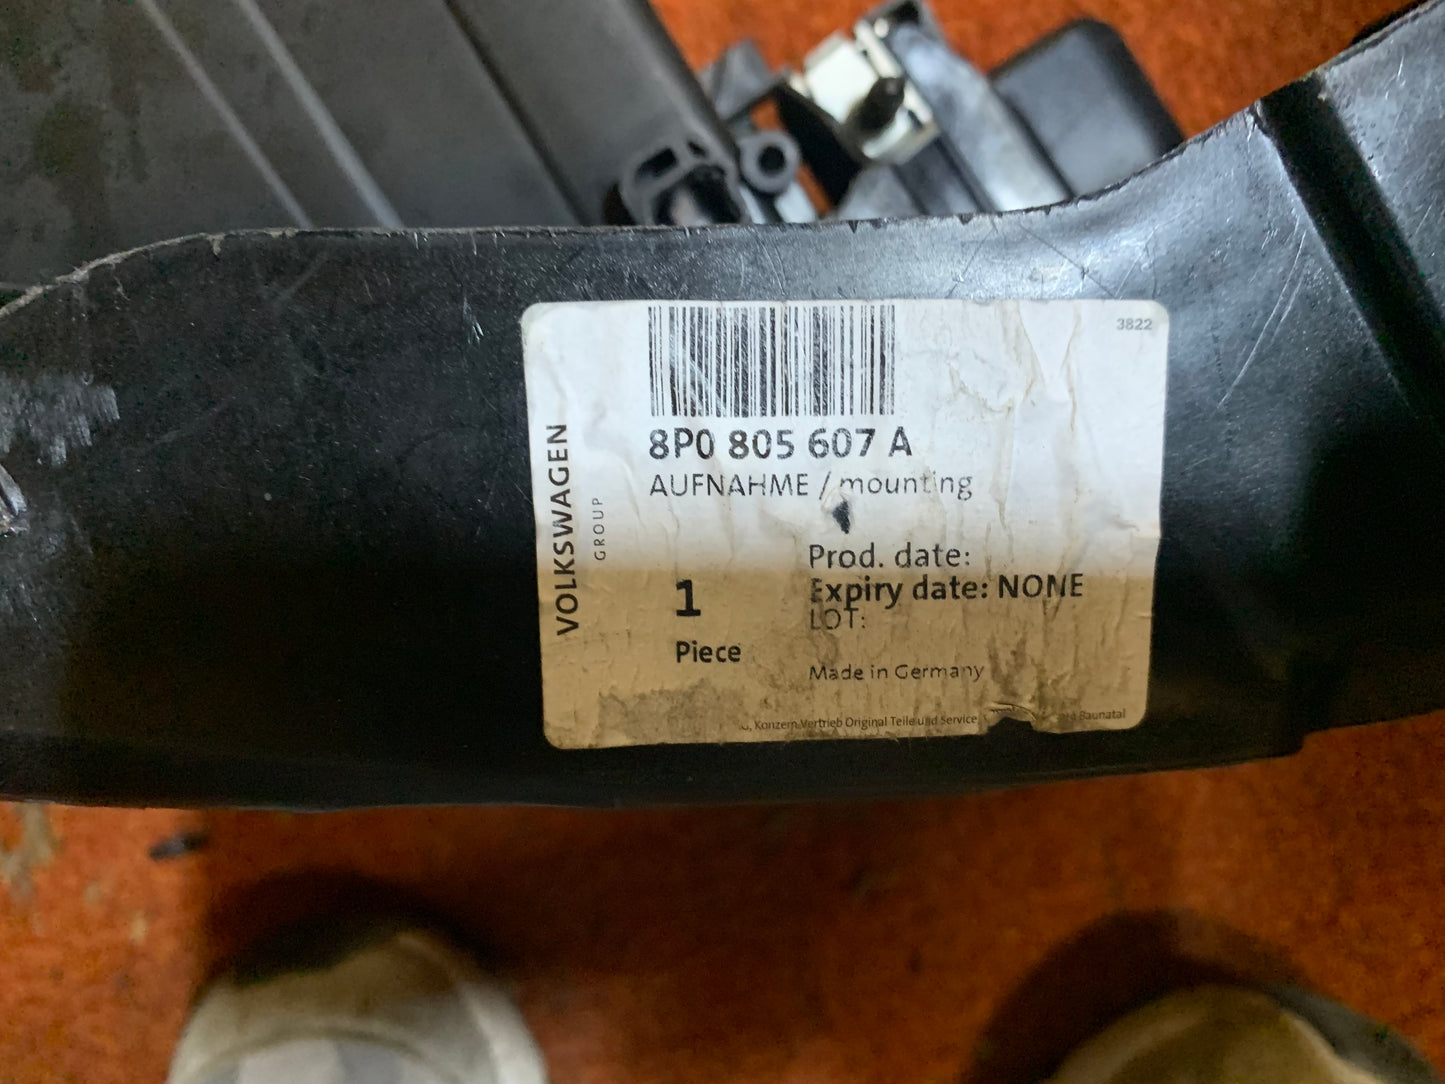 3822
8P0 805 607 A
AUFNAHME / mounting
VOLKSWAGEN
GROUP
Prod. date:
Expiry date: NONE
LOT:
1
Piece
Made in Germany
Konzern Vertrieb Original Teile und Service, Baunatal